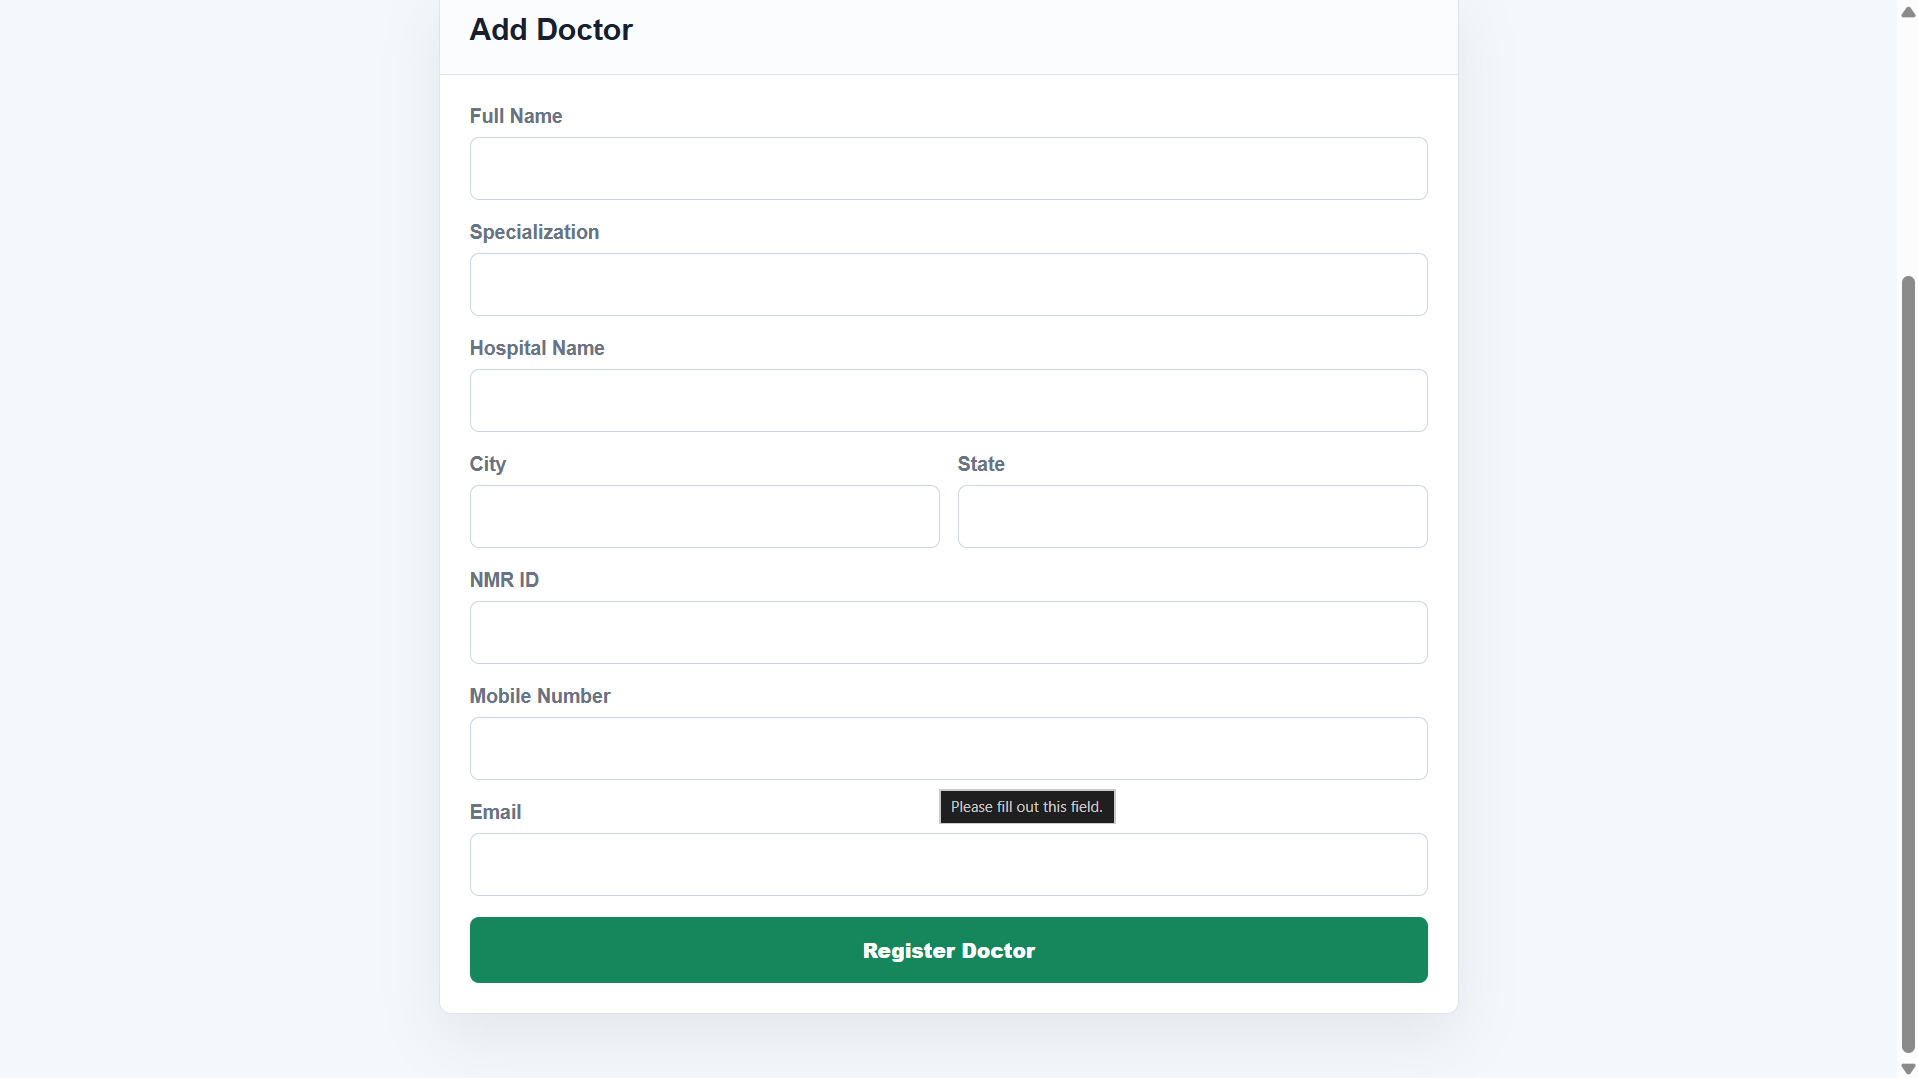 Add Doctor
Full Name
Specialization
Hospital Name
City State
NMR ID
Mobile Number
Please fill out this field.
Email
Register Doctor